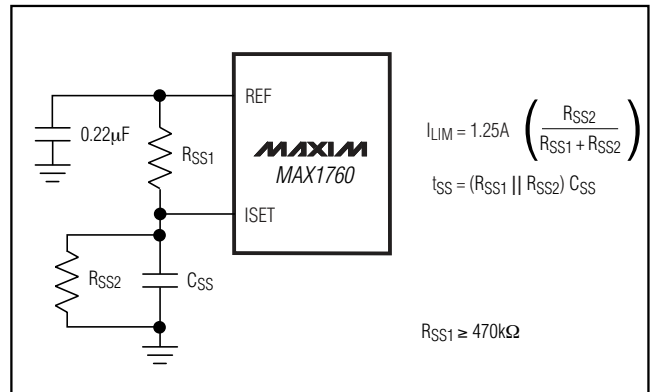 REF
0.22μF
RSS1
MAXIM
MAX1760
ISET
RSS2
CSS
ILIM = 1.25A ( RSS2 / RSS1 + RSS2 )
tSS = (RSS1 || RSS2) CSS
RSS1 ≥ 470kΩ